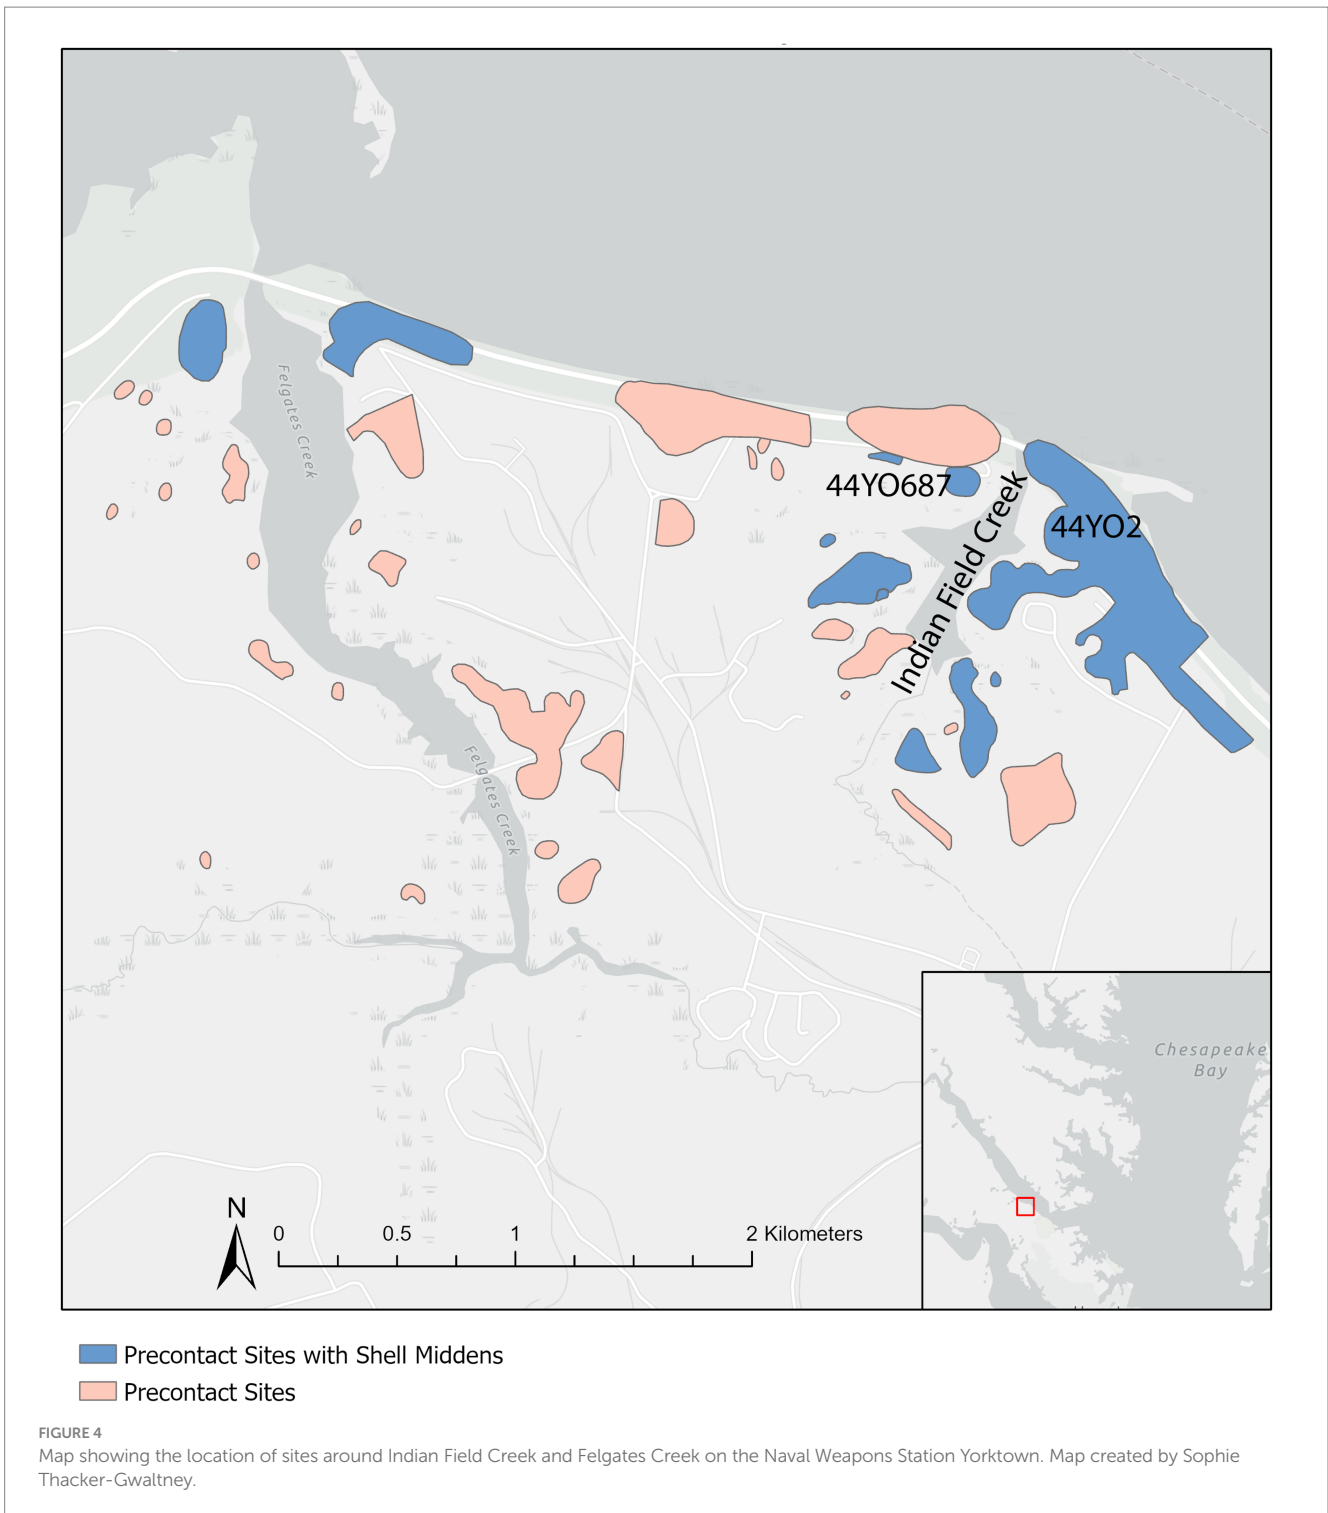 Felgates Creek
44YO687
Indian Field Creek
44YO2
Felgates Creek
Chesapeake
Bay
N
0 0.5 1 2 Kilometers
Precontact Sites with Shell Middens
Precontact Sites
FIGURE 4
Map showing the location of sites around Indian Field Creek and Felgates Creek on the Naval Weapons Station Yorktown. Map created by Sophie
Thacker-Gwaltney.